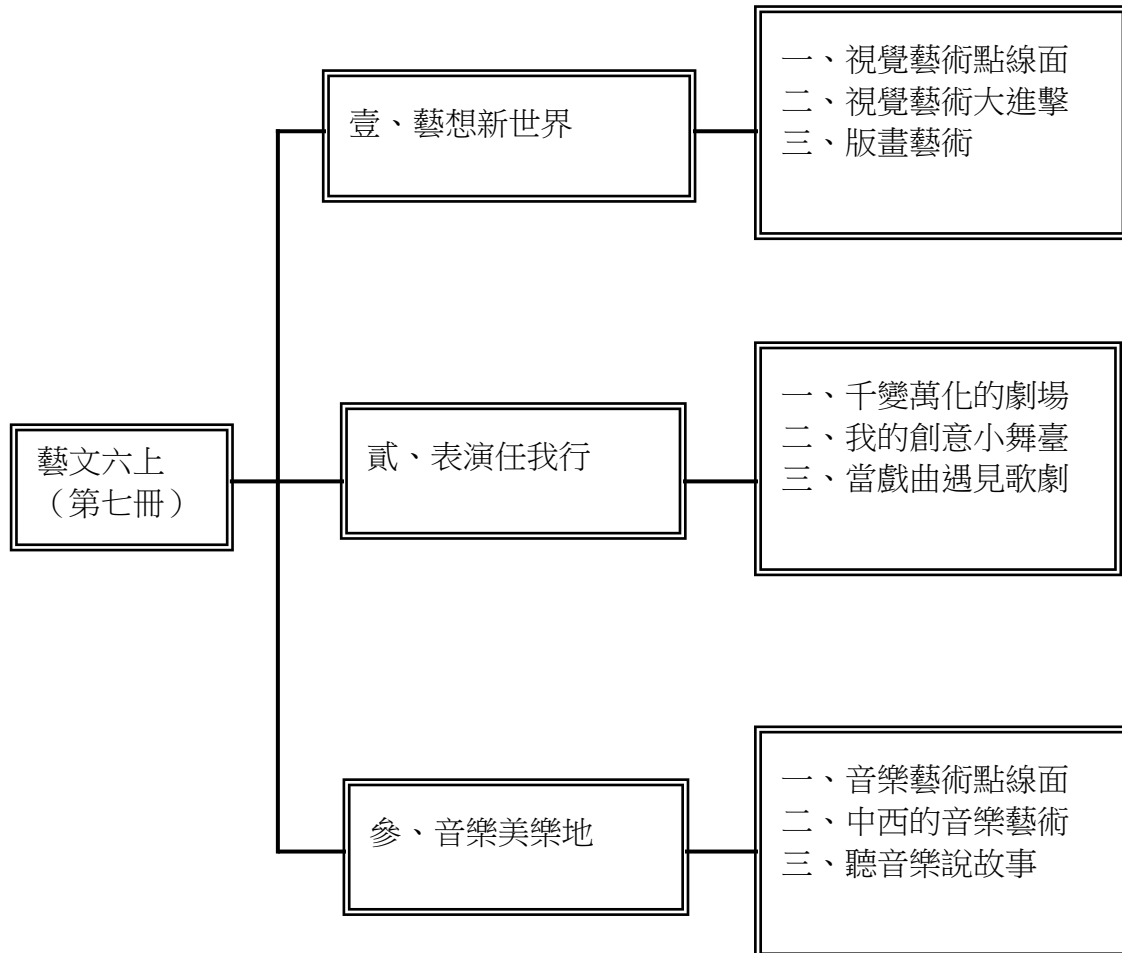 藝文六上
（第七冊）
壹、藝想新世界
一、視覺藝術點線面
二、視覺藝術大進擊
三、版畫藝術
貳、表演任我行
一、千變萬化的劇場
二、我的創意小舞臺
三、當戲曲遇見歌劇
參、音樂美樂地
一、音樂藝術點線面
二、中西的音樂藝術
三、聽音樂說故事